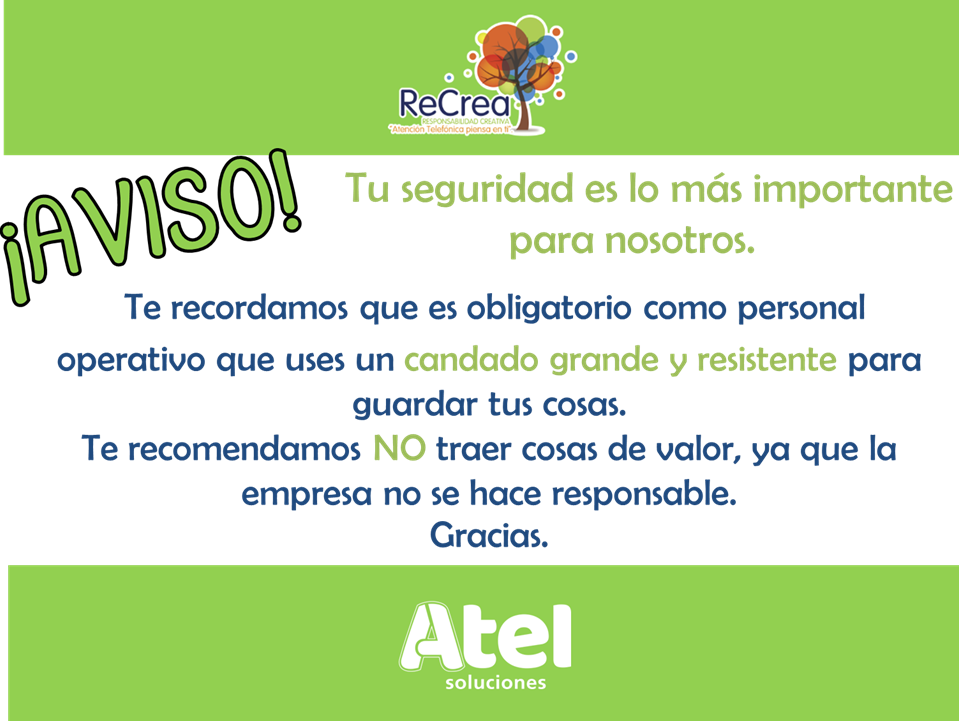 ReCrea
RESPONSABILIDAD CREATIVA
"Atención Telefónica piensa en ti"
¡AVISO!
Tu seguridad es lo más importante
para nosotros.
Te recordamos que es obligatorio como personal
operativo que uses un candado grande y resistente para
guardar tus cosas.
Te recomendamos NO traer cosas de valor, ya que la
empresa no se hace responsable.
Gracias.
Atel
soluciones